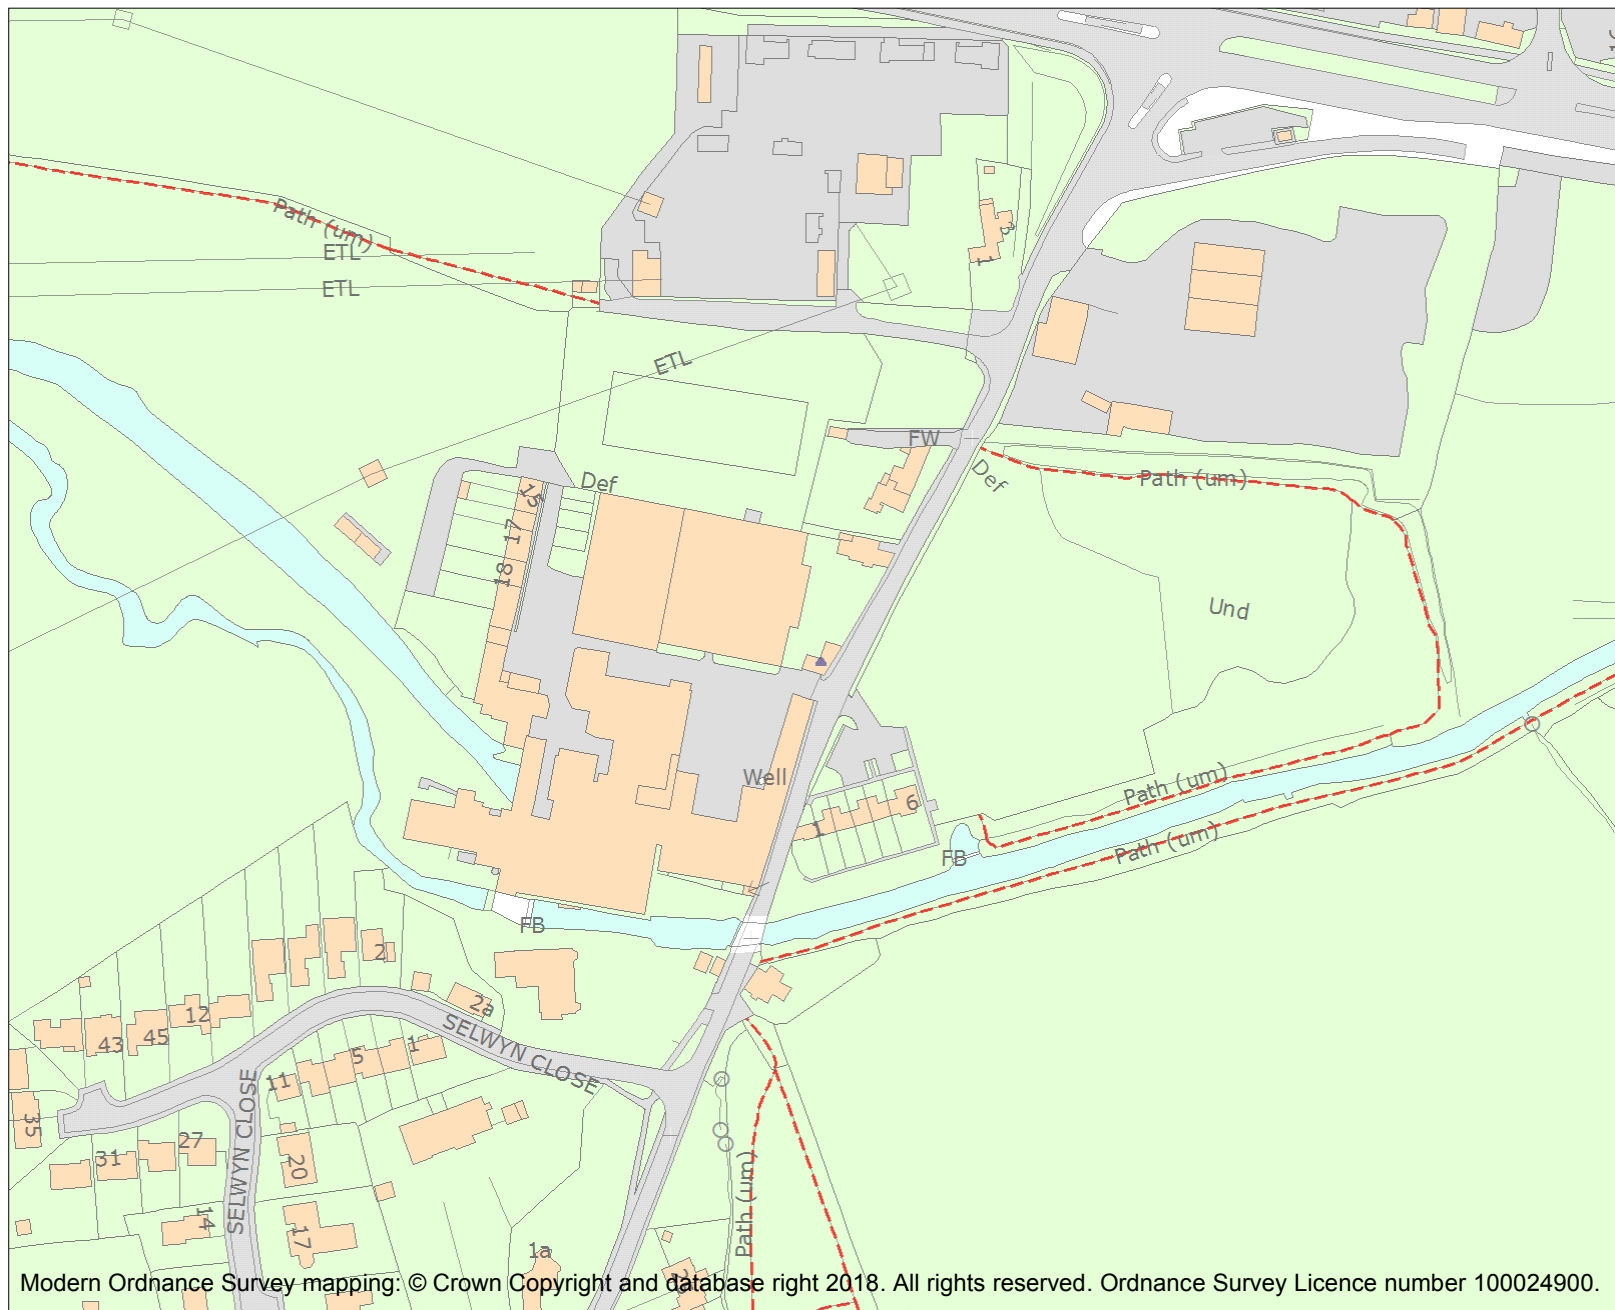 Path (um)
ETL
ETL
3
1
ETL
FW
Def
Def
Path (um)
15
17
18
Und
Well
6
1
Path (um)
Path (um)
FB
FB
2
2a
12
45
43
SELWYN CLOSE
1
5
11
35
SELWYN CLOSE
27
31
20
14
17
Path (um)
1a
Modern Ordnance Survey mapping: © Crown Copyright and database right 2018. All rights reserved. Ordnance Survey Licence number 100024900.